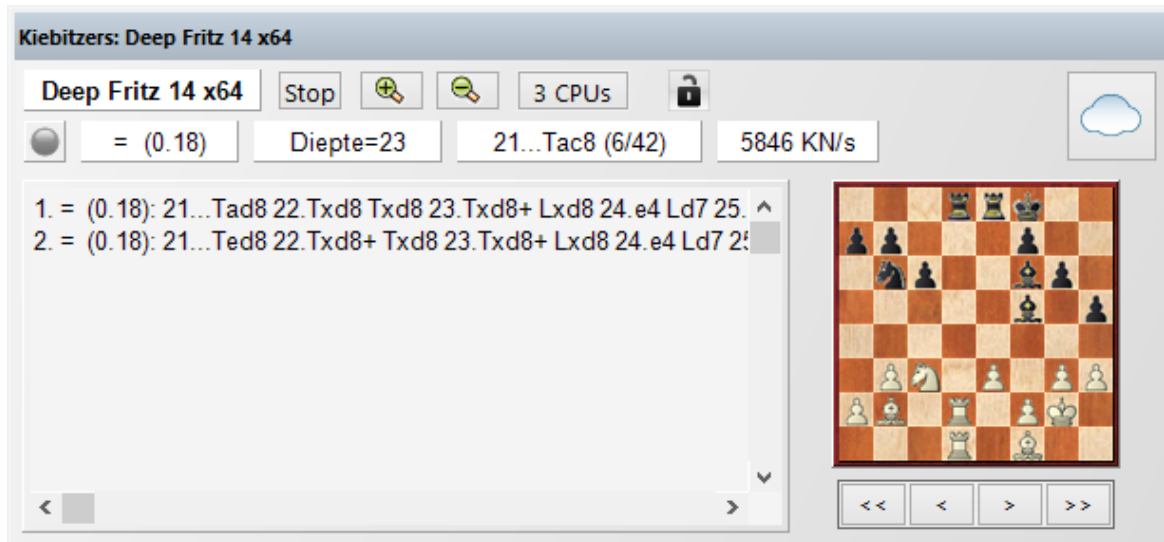 Kiebitzers: Deep Fritz 14 x64
Deep Fritz 14 x64 Stop 3 CPUs
= (0.18) Diepte=23 21...Tac8 (6/42) 5846 KN/s
1. = (0.18): 21...Tad8 22.Txd8 Txd8 23.Txd8+ Lxd8 24.e4 Ld7 25.
2. = (0.18): 21...Ted8 22.Txd8+ Txd8 23.Txd8+ Lxd8 24.e4 Ld7 25
<< < > >>